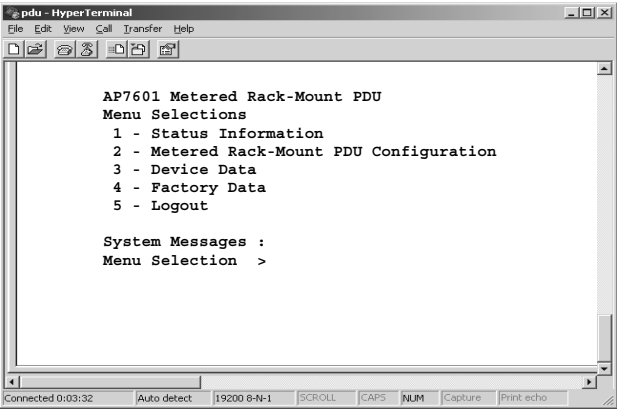 pdu - HyperTerminal
File Edit View Call Transfer Help
AP7601 Metered Rack-Mount PDU
Menu Selections
1 - Status Information
2 - Metered Rack-Mount PDU Configuration
3 - Device Data
4 - Factory Data
5 - Logout
System Messages :
Menu Selection >
Connected 0:03:32 Auto detect 19200 8-N-1 SCROLL CAPS NUM Capture Print echo